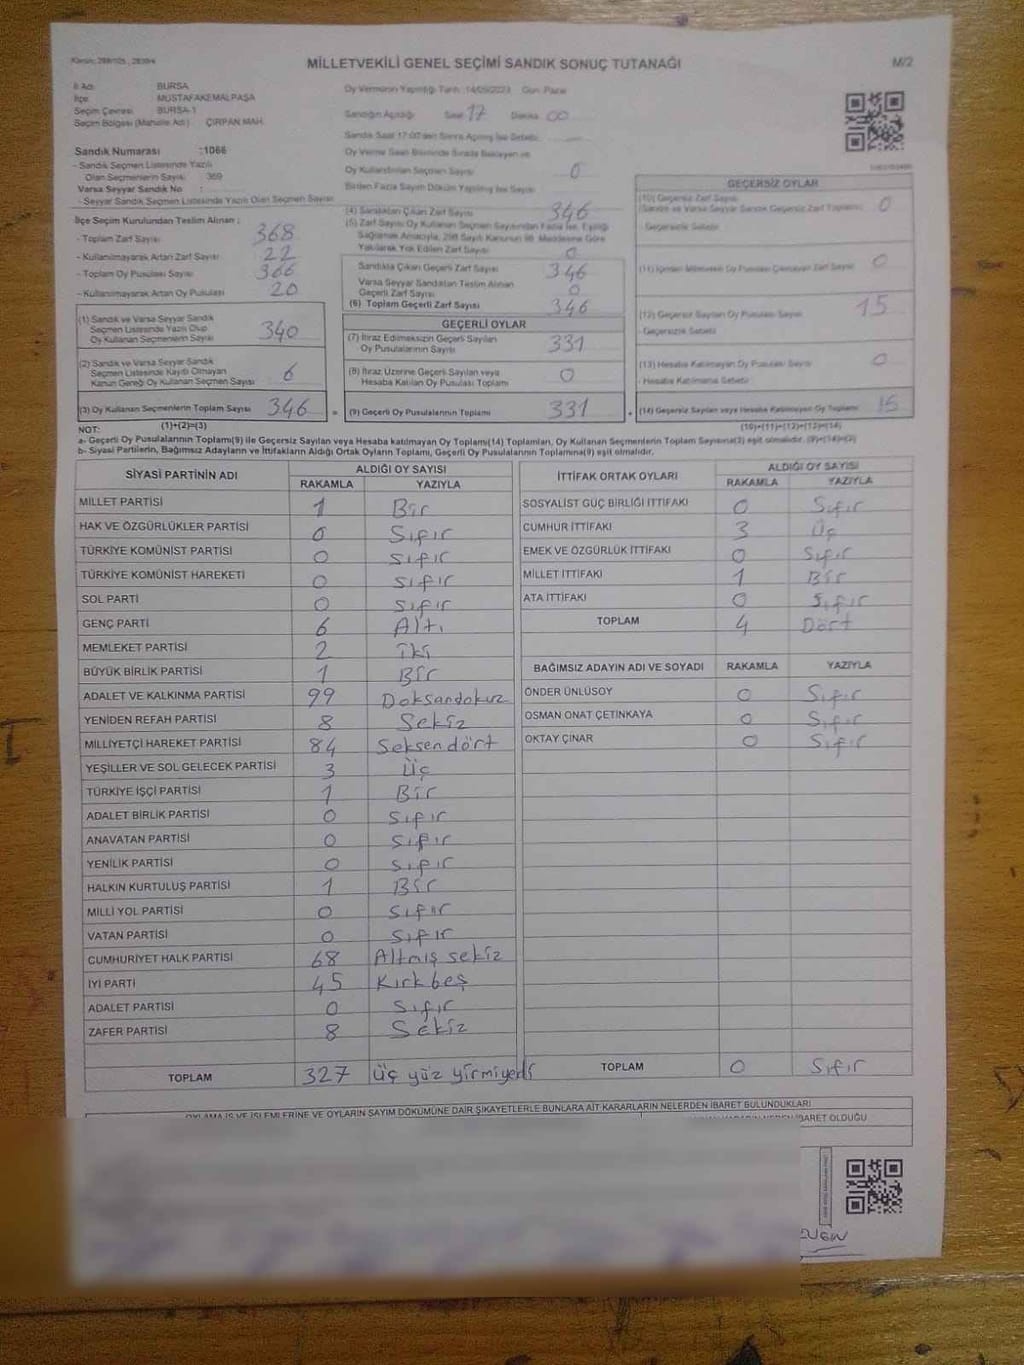 Kanun: 298/105, 2839/4
MİLLETVEKİLİ GENEL SEÇİMİ SANDIK SONUÇ TUTANAĞI
M/2
İl Adı BURSA
İlçe MUSTAFAKEMALPAŞA
Seçim Çevresi BURSA-1
Seçim Bölgesi (Mahalle Adı) ÇIRPAN MAH.
Oy Vermenin Yapıldığı Tarih :14/05/2023 Gün: Pazar
Sandığın Açıldığı Saat 17 Dakika 00
Sandık Saat 17:00'den Sonra Açılmış İse Sebebi:
Sandık Numarası :1066
- Sandık Seçmen Listesinde Yazılı
Olan Seçmenlerin Sayısı 369
Varsa Seyyar Sandık No :
- Seyyar Sandık Seçmen Listesinde Yazılı Olan Seçmen Sayısı
Oy Verme Saati Bitiminde Sırada Bekleyen ve
Oy Kullandırılan Seçmen Sayısı 0
Birden Fazla Sayım Döküm Yapılmış İse Sayısı
İlçe Seçim Kurulundan Teslim Alınan ;
- Toplam Zarf Sayısı 368
- Kullanılmayarak Artan Zarf Sayısı 22
- Toplam Oy Pusulası Sayısı 366
- Kullanılmayarak Artan Oy Pusulası 20
(1) Sandık ve Varsa Seyyar Sandık
Seçmen Listesinde Yazılı Olup
Oy Kullanan Seçmenlerin Sayısı 340
(2) Sandık ve Varsa Seyyar Sandık
Seçmen Listesinde Kayıtlı Olmayan
Kanun Gereği Oy Kullanan Seçmen Sayısı 6
(3) Oy Kullanan Seçmenlerin Toplam Sayısı 346 =
(4) Sandıktan Çıkan Zarf Sayısı 346
(5) Zarf Sayısı Oy Kullanan Seçmen Sayısından Fazla İse, Eşitliği
Sağlamak Amacıyla, 298 Sayılı Kanunun 98. Maddesine Göre
Yakılarak Yok Edilen Zarf Sayısı 0
Sandıkta Çıkan Geçerli Zarf Sayısı 346
Varsa Seyyar Sandıktan Teslim Alınan
Geçerli Zarf Sayısı 0
(6) Toplam Geçerli Zarf Sayısı 346
GEÇERLİ OYLAR
(7) İtiraz Edilmeksizin Geçerli Sayılan
Oy Pusulalarının Sayısı 331
(8) İtiraz Üzerine Geçerli Sayılan veya
Hesaba Katılan Oy Pusulası Toplamı 0
(9) Geçerli Oy Pusulalarının Toplamı 331 +
GEÇERSİZ OYLAR
(10) Geçersiz Zarf Sayısı
(Sandık ve Varsa Seyyar Sandık Geçersiz Zarf Toplamı) 0
- Geçersizlik Sebebi:
(11) İçinden Milletvekili Oy Pusulası Çıkmayan Zarf Sayısı 0
(12) Geçersiz Sayılan Oy Pusulası Sayısı 15
- Geçersizlik Sebebi:
(13) Hesaba Katılmayan Oy Pusulası Sayısı 0
- Hesaba Katılmama Sebebi:
(14) Geçersiz Sayılan veya Hesaba Katılmayan Oy Toplamı 15
NOT: (1)+(2)=(3) (10)+(11)+(12)+(13)=(14)
a- Geçerli Oy Pusulalarının Toplamı(9) ile Geçersiz Sayılan veya Hesaba katılmayan Oy Toplamı(14) Toplamları, Oy Kullanan Seçmenlerin Toplam Sayısına(3) eşit olmalıdır. (9)+(14)=(3)
b- Siyasi Partilerin, Bağımsız Adayların ve İttifakların Aldığı Ortak Oyların Toplamı, Geçerli Oy Pusulalarının Toplamına(9) eşit olmalıdır.
SİYASİ PARTİNİN ADI ALDIĞI OY SAYISI
RAKAMLA YAZIYLA
MİLLET PARTİSİ 1 Bir
HAK VE ÖZGÜRLÜKLER PARTİSİ 0 Sıfır
TÜRKİYE KOMÜNİST PARTİSİ 0 Sıfır
TÜRKİYE KOMÜNİST HAREKETİ 0 Sıfır
SOL PARTİ 0 Sıfır
GENÇ PARTİ 6 Altı
MEMLEKET PARTİSİ 2 İki
BÜYÜK BİRLİK PARTİSİ 1 Bir
ADALET VE KALKINMA PARTİSİ 99 Doksandokuz
YENİDEN REFAH PARTİSİ 8 Sekiz
MİLLİYETÇİ HAREKET PARTİSİ 84 Seksendört
YEŞİLLER VE SOL GELECEK PARTİSİ 3 Üç
TÜRKİYE İŞÇİ PARTİSİ 1 Bir
ADALET BİRLİK PARTİSİ 0 Sıfır
ANAVATAN PARTİSİ 0 Sıfır
YENİLİK PARTİSİ 0 Sıfır
HALKIN KURTULUŞ PARTİSİ 1 Bir
MİLLİ YOL PARTİSİ 0 Sıfır
VATAN PARTİSİ 0 Sıfır
CUMHURİYET HALK PARTİSİ 68 Altmış sekiz
İYİ PARTİ 45 Kırkbeş
ADALET PARTİSİ 0 Sıfır
ZAFER PARTİSİ 8 Sekiz
TOPLAM 327 Üç yüz yirmiyedi
İTTİFAK ORTAK OYLARI ALDIĞI OY SAYISI
RAKAMLA YAZIYLA
SOSYALİST GÜÇ BİRLİĞİ İTTİFAKI 0 Sıfır
CUMHUR İTTİFAKI 3 Üç
EMEK VE ÖZGÜRLÜK İTTİFAKI 0 Sıfır
MİLLET İTTİFAKI 1 Bir
ATA İTTİFAKI 0 Sıfır
TOPLAM 4 Dört
BAĞIMSIZ ADAYIN ADI VE SOYADI RAKAMLA YAZIYLA
ÖNDER ÜNLÜSOY 0 Sıfır
OSMAN ONAT ÇETİNKAYA 0 Sıfır
OKTAY ÇINAR 0 Sıfır
TOPLAM 0 Sıfır
OYLAMA İŞ VE İŞLEMLERİNE VE OYLARIN SAYIM DÖKÜMÜNE DAİR ŞİKAYETLERLE BUNLARA AİT KARARLARIN NELERDEN İBARET BULUNDUKLARI
İBARET OLDUĞU